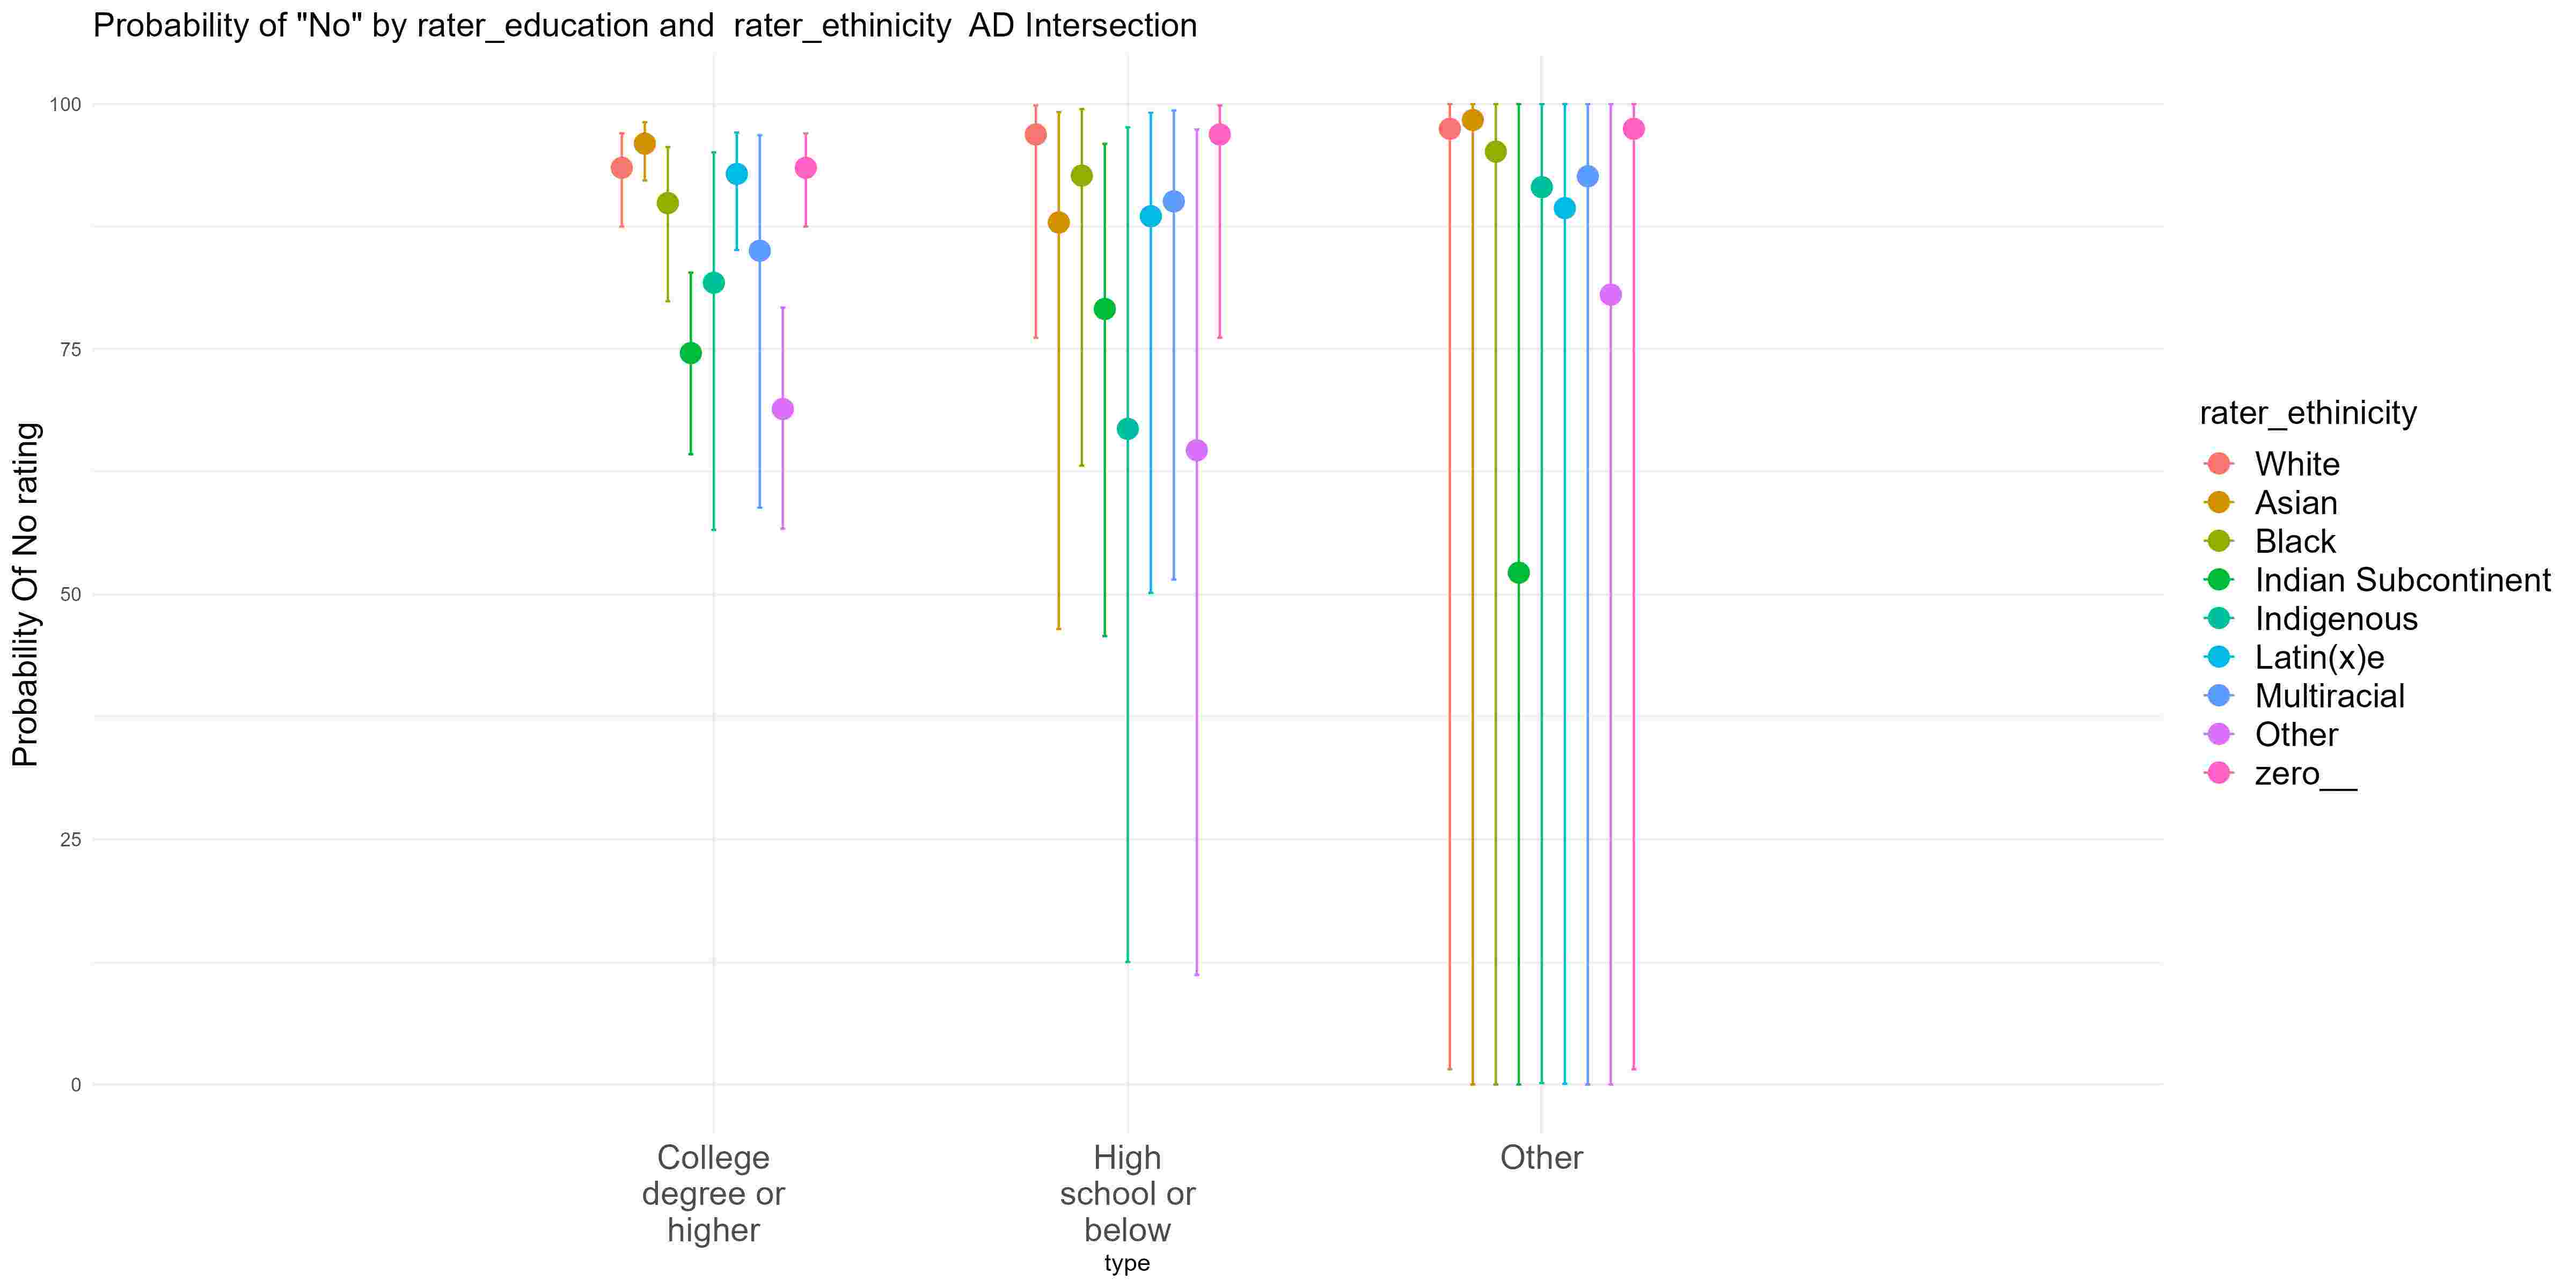 Probability of "No" by rater_education and  rater_ethinicity  AD Intersection
Probability Of No rating
100
75
50
25
0
College
degree or
higher
High
school or
below
Other
type
rater_ethinicity
White
Asian
Black
Indian Subcontinent
Indigenous
Latin(x)e
Multiracial
Other
zero__